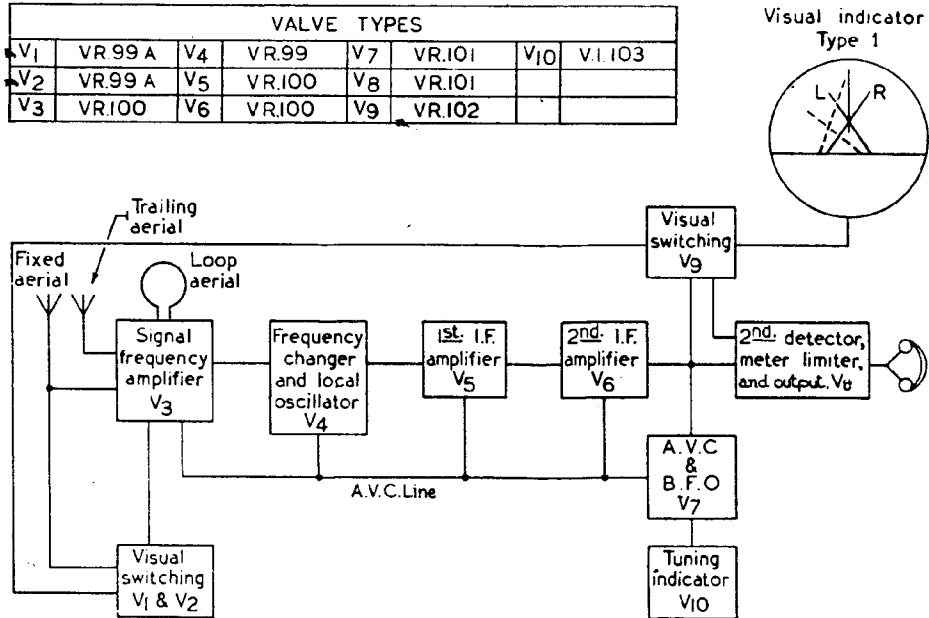 VALVE TYPES
V1 VR.99 A V4 VR.99 V7 VR.101 V10 V.I.103
V2 VR.99 A V5 VR.100 V8 VR.101
V3 VR.100 V6 VR.100 V9 VR.102
Visual indicator
Type 1
L R
Trailing
aerial
Fixed
aerial
Loop
aerial
Signal
frequency
amplifier
V3
Frequency
changer
and local
oscillator
V4
1st. I.F.
amplifier
V5
2nd. I.F.
amplifier
V6
Visual
switching
V9
2nd. detector,
meter limiter,
and output. V8
A.V.C
&
B.F.O
V7
A.V.C. Line
Visual
switching
V1 & V2
Tuning
indicator
V10